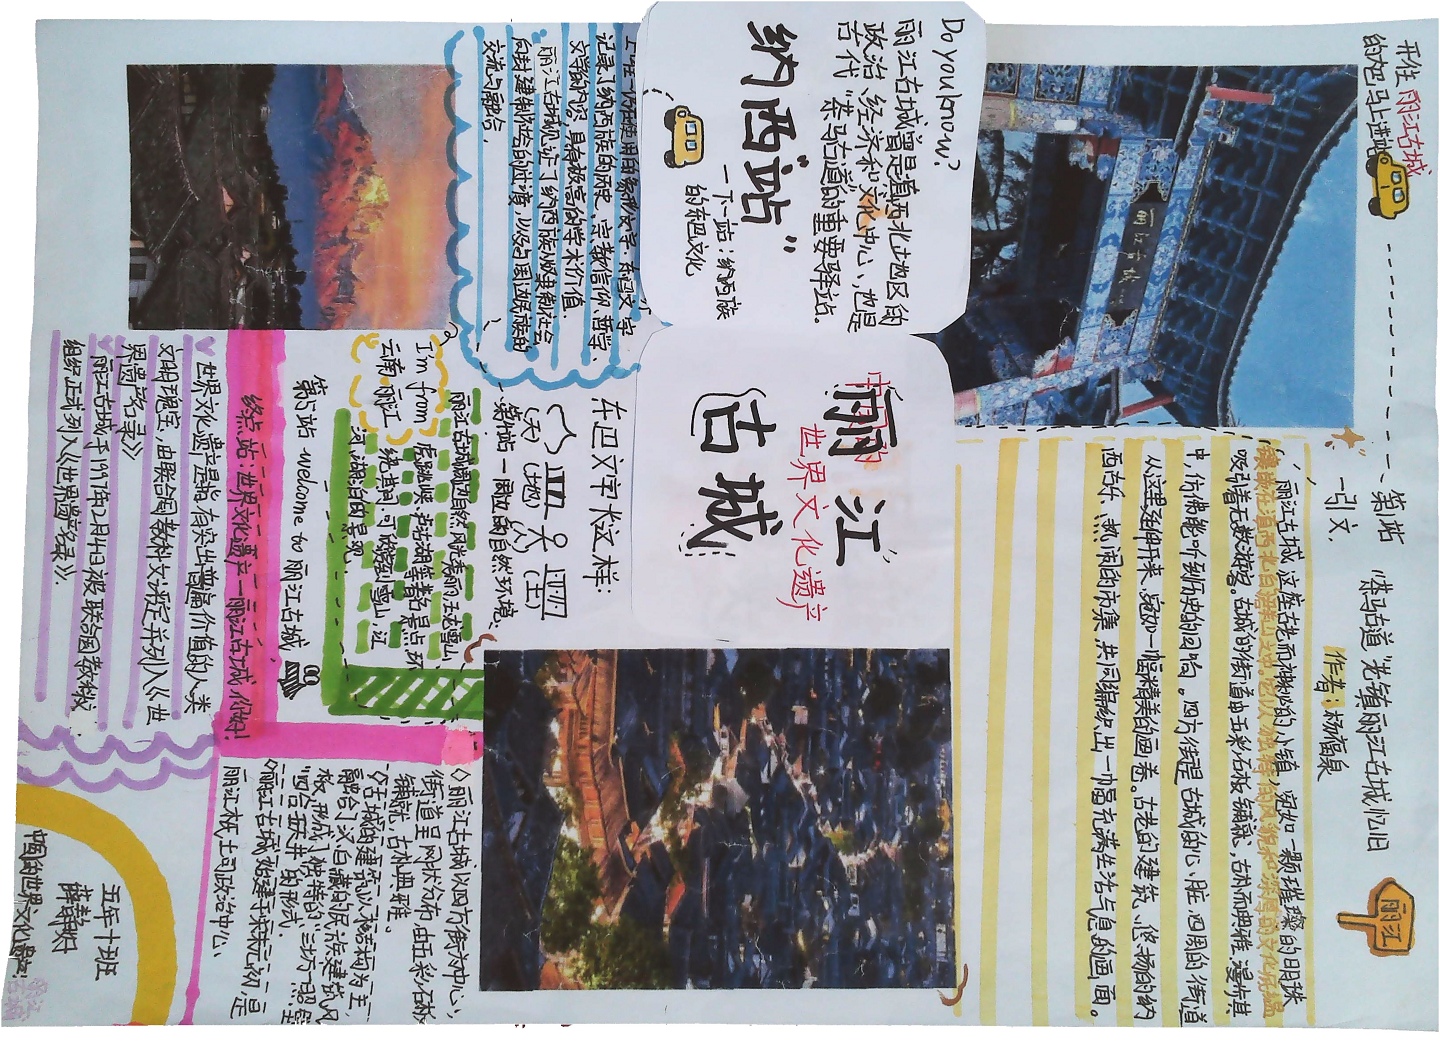 开往 丽江古城
的大巴马上进站
第1站
一引文.
"茶马古道"老镇丽江古城忆旧
丽江
作者:杨福泉
丽江古城,这座古老而神秘的小镇,宛如一颗璀璨的明珠
镶嵌在滇西北的 它以独特的风貌和深厚的文化底蕴
吸引着无数游客。古城的街道由五彩石板铺就,古朴而典雅.漫步其
中,仿佛能听到历史的回响。四方街是古城的心脏,四周的街道
从这里延伸开来,宛如一幅精美的画卷。古老的建筑、悠扬的纳
西古乐、热闹的市集,共同编织出一幅充满生活气息的画面。
丽江古城
Do you know?
丽江古城曾是滇西北地区的
政治、经济和文化中心、也是
古代"茶马古道"的重要驿站。
纳西"站"
一下一站:纳西族
的东巴文化
中国的
丽江
世界文化遗产
古城
上唯一仍在使用的象形文字.东巴文字
记录了纳西族的历史、宗教信仰、哲学、
文学的内容,具有极高的学术价值.
丽江古城见证了纳西族从奴隶制社会
向封建制社会的过渡,以及与周边民族的
交流与融合.
东巴文字长这样:
(天) (地) (人) (土)
第4站一周边的自然环境.
丽江古城周边自然风光秀丽,玉龙雪山、
虎跳峡、泸沽湖等著名景点环
绕其间.可欣赏到雪山、江
河、湖泊的景观.
I'm from
云南丽江
第5站 welcome to 丽江古城
终点站:世界文化遗产一丽江古城,你好!
世界文化遗产是指有突出普遍价值的人类
文明瑰宝,由联合国教科文评定并列入《世
界遗产名录》
丽江古城于1997年12月4日被联合国教科文
组织正式列入《世界遗产名录》.
◇丽江古城以四方街为中心,
街道呈网状分布,由五彩石板
铺就,古朴典雅。
◇古城的建筑以木结构为主,
融合了汉、白、藏的民族建筑风
格,形成了独特的"三坊一照壁
"四合五天井"的形式.
◇丽江古城始建于宋末元初,是
丽江 土司政治中心、
五年十班
薛静好
中国的世界文化遗产!
丽江
古城